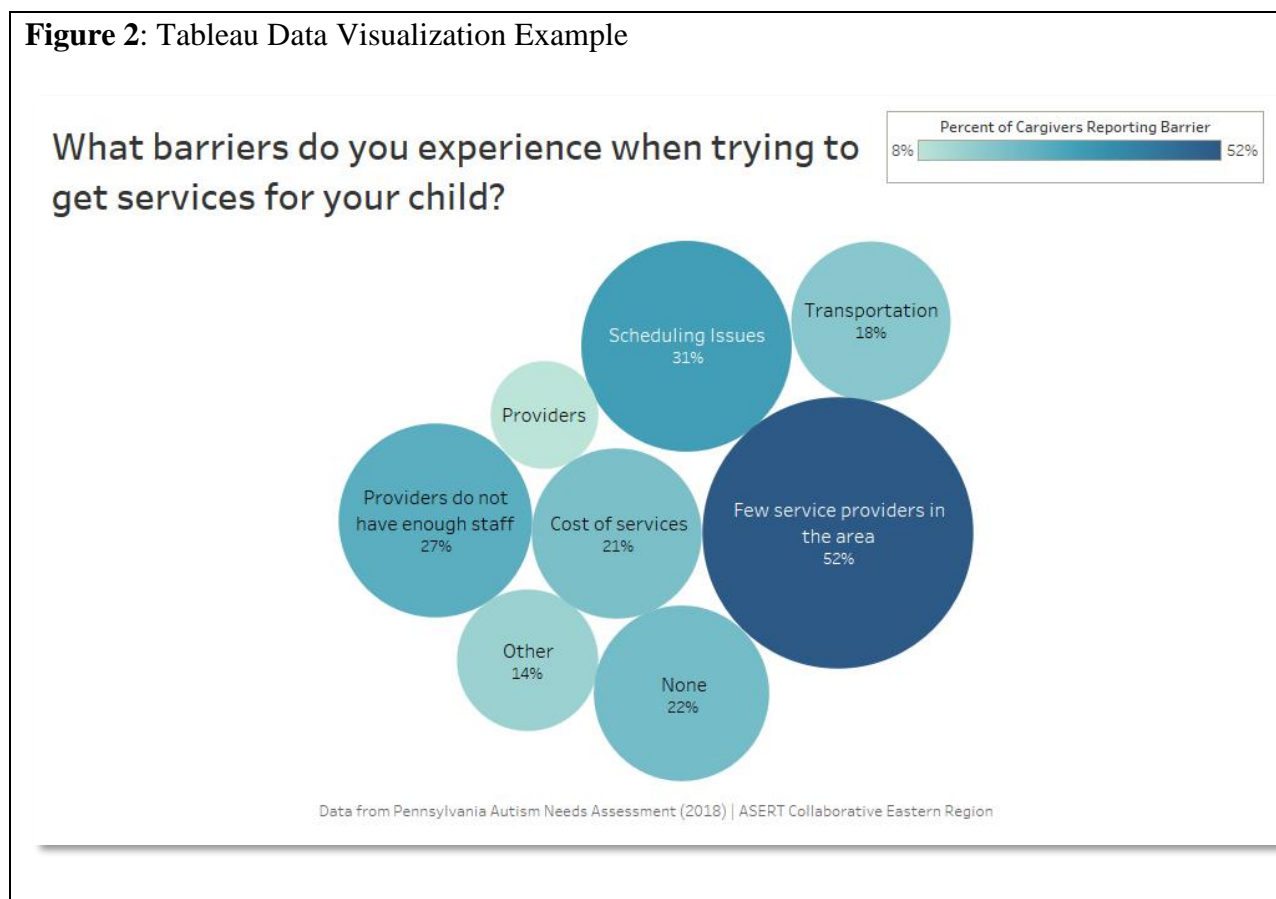 Figure 2: Tableau Data Visualization Example
What barriers do you experience when trying to
get services for your child?
Percent of Cargivers Reporting Barrier
8% 52%
Scheduling Issues
31%
Transportation
18%
Providers
Providers do not
have enough staff
27%
Cost of services
21%
Few service providers in
the area
52%
Other
14%
None
22%
Data from Pennsylvania Autism Needs Assessment (2018) | ASERT Collaborative Eastern Region